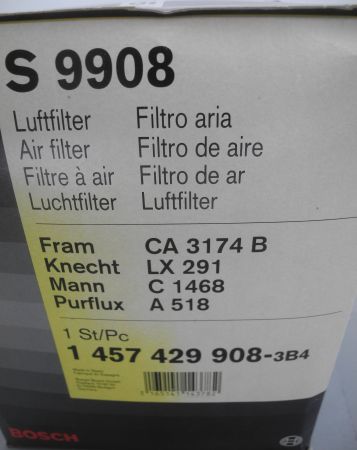 S 9908
Luftfilter Filtro aria
Air filter Filtro de aire
Filtre à air Filtro de ar
Luchtfilter Luftfilter
Fram CA 3174 B
Knecht LX 291
Mann C 1468
Purflux A 518
1 St/Pc
1 457 429 908-3B4
BOSCH